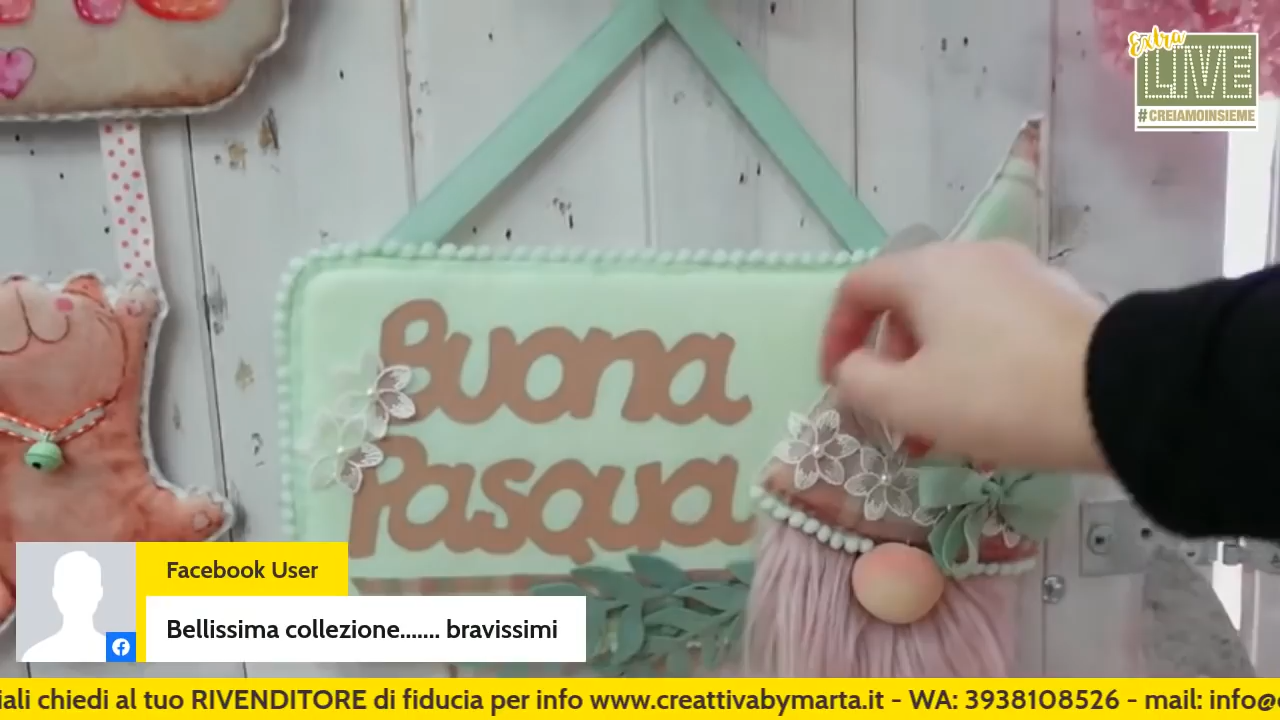 Extra
LIVE
#CREIAMOINSIEME
Buona
Pasqua
Facebook User
Bellissima collezione....... bravissimi
iali chiedi al tuo RIVENDITORE di fiducia per info www.creattivabymarta.it - WA: 3938108526 - mail: info@